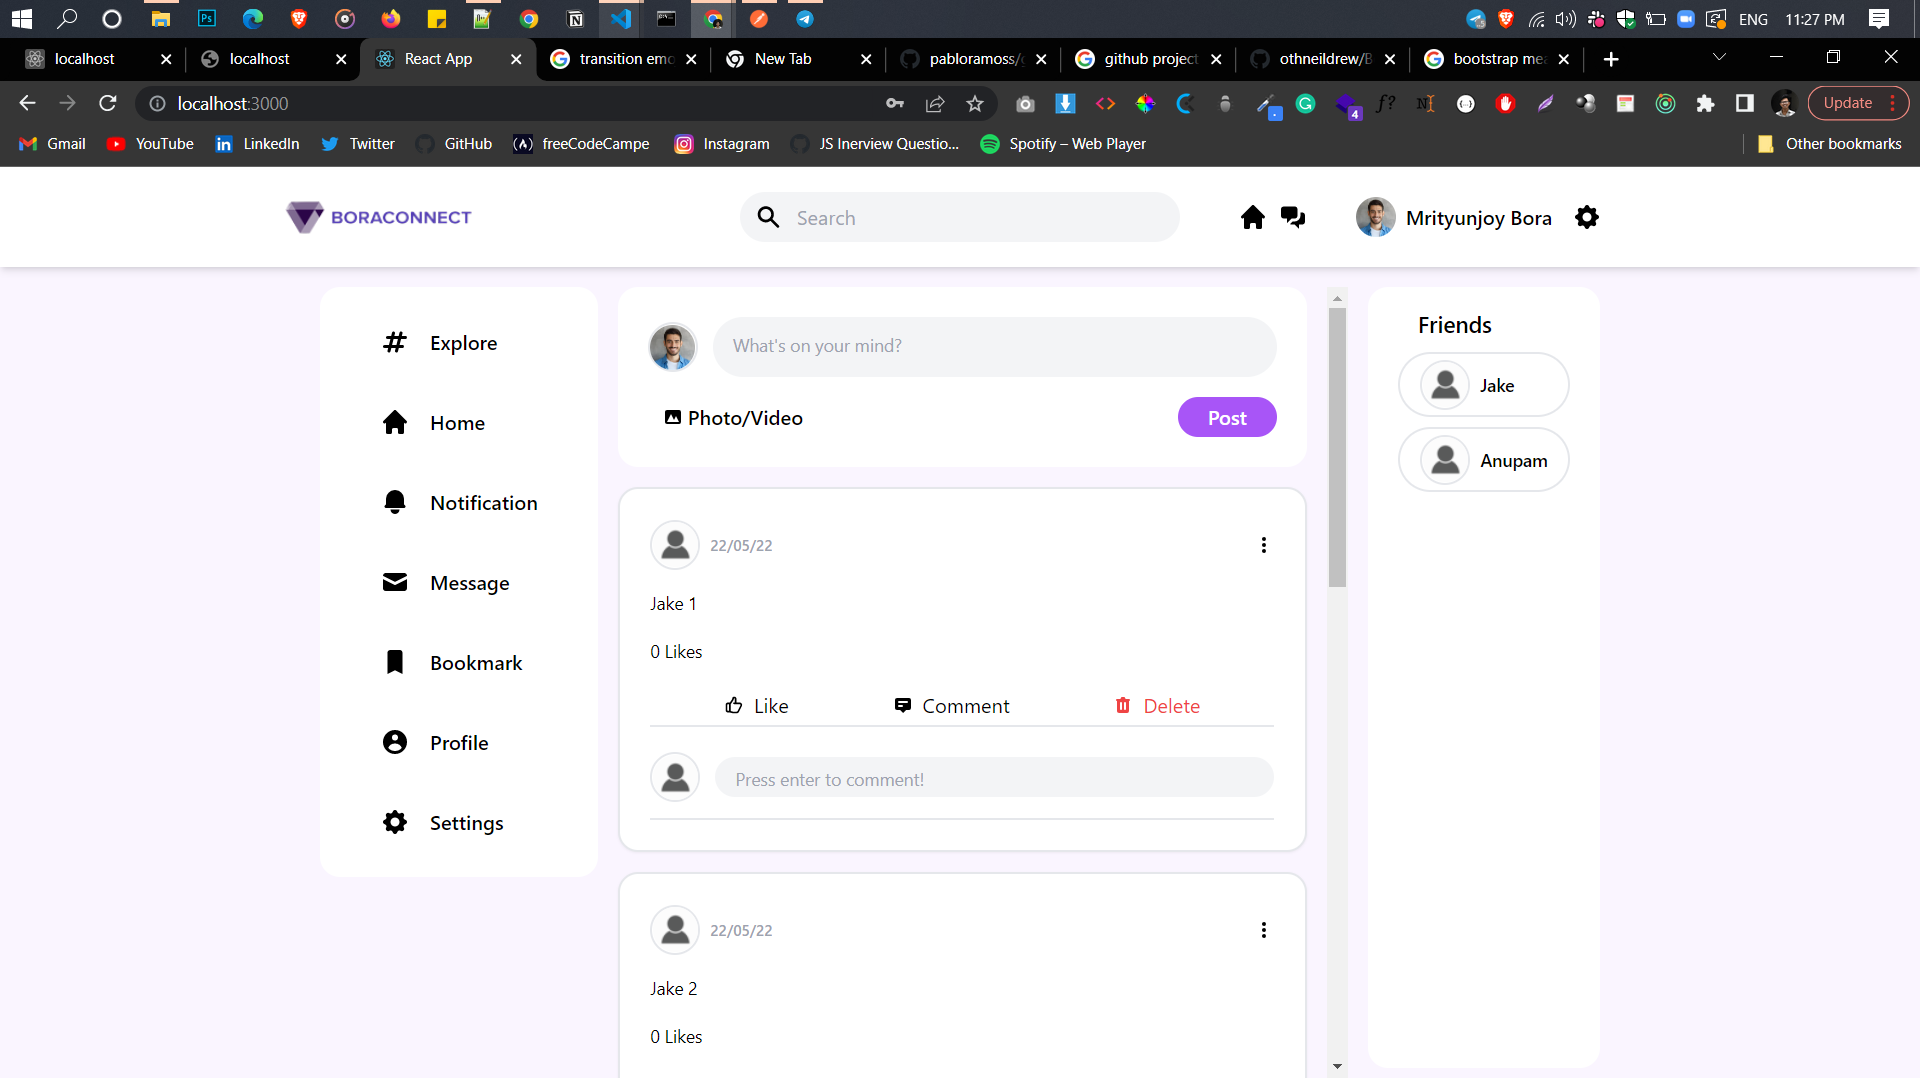 ENG 11:27 PM
localhost
localhost
React App
transition emo
New Tab
pabloramoss/
github project
othneildrew/B
bootstrap me
localhost:3000
4
Update
Gmail
YouTube
LinkedIn
Twitter
GitHub
freeCodeCampe
Instagram
JS Inerview Questio...
Spotify – Web Player
Other bookmarks
BORACONNECT
Search
Mrityunjoy Bora
Explore
Home
Notification
Message
Bookmark
Profile
Settings
What's on your mind?
Photo/Video
Post
22/05/22
Jake 1
0 Likes
Like
Comment
Delete
Press enter to comment!
22/05/22
Jake 2
0 Likes
Friends
Jake
Anupam